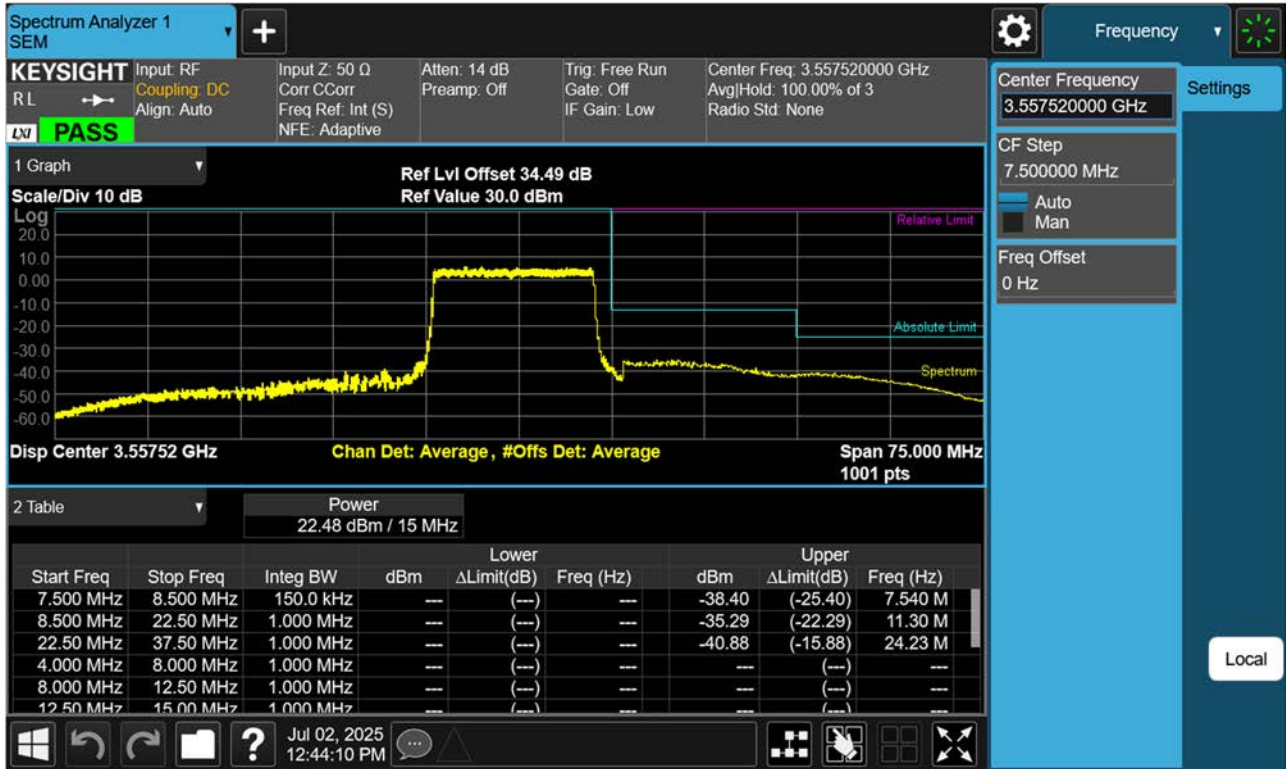 Spectrum Analyzer 1
SEM
Frequency
KEYSIGHT
RL
LXI
PASS
Input: RF
Coupling: DC
Align: Auto
Input Z: 50 Ω
Corr CCorr
Freq Ref: Int (S)
NFE: Adaptive
Atten: 14 dB
Preamp: Off
Trig: Free Run
Gate: Off
IF Gain: Low
Center Freq: 3.557520000 GHz
Avg|Hold: 100.00% of 3
Radio Std: None
Center Frequency
3.557520000 GHz
Settings
CF Step
7.500000 MHz
Auto
Man
Freq Offset
0 Hz
1 Graph
Ref Lvl Offset 34.49 dB
Scale/Div 10 dB
Ref Value 30.0 dBm
Log
Relative Limit
20.0
10.0
0.00
-10.0
-20.0
Absolute Limit
-30.0
-40.0
Spectrum
-50.0
-60.0
Disp Center 3.55752 GHz
Chan Det: Average, #Offs Det: Average
Span 75.000 MHz
1001 pts
2 Table
Power
22.48 dBm / 15 MHz
Lower Upper
Start Freq Stop Freq Integ BW dBm ΔLimit(dB) Freq (Hz) dBm ΔLimit(dB) Freq (Hz)
7.500 MHz 8.500 MHz 150.0 kHz --- (---) --- -38.40 (-25.40) 7.540 M
8.500 MHz 22.50 MHz 1.000 MHz --- (---) --- -35.29 (-22.29) 11.30 M
22.50 MHz 37.50 MHz 1.000 MHz --- (---) --- -40.88 (-15.88) 24.23 M
4.000 MHz 8.000 MHz 1.000 MHz --- (---) --- --- (---) ---
8.000 MHz 12.50 MHz 1.000 MHz --- (---) --- --- (---) ---
12.50 MHz 15.00 MHz 1.000 MHz --- (---) --- --- (---) ---
Local
?
Jul 02, 2025
12:44:10 PM